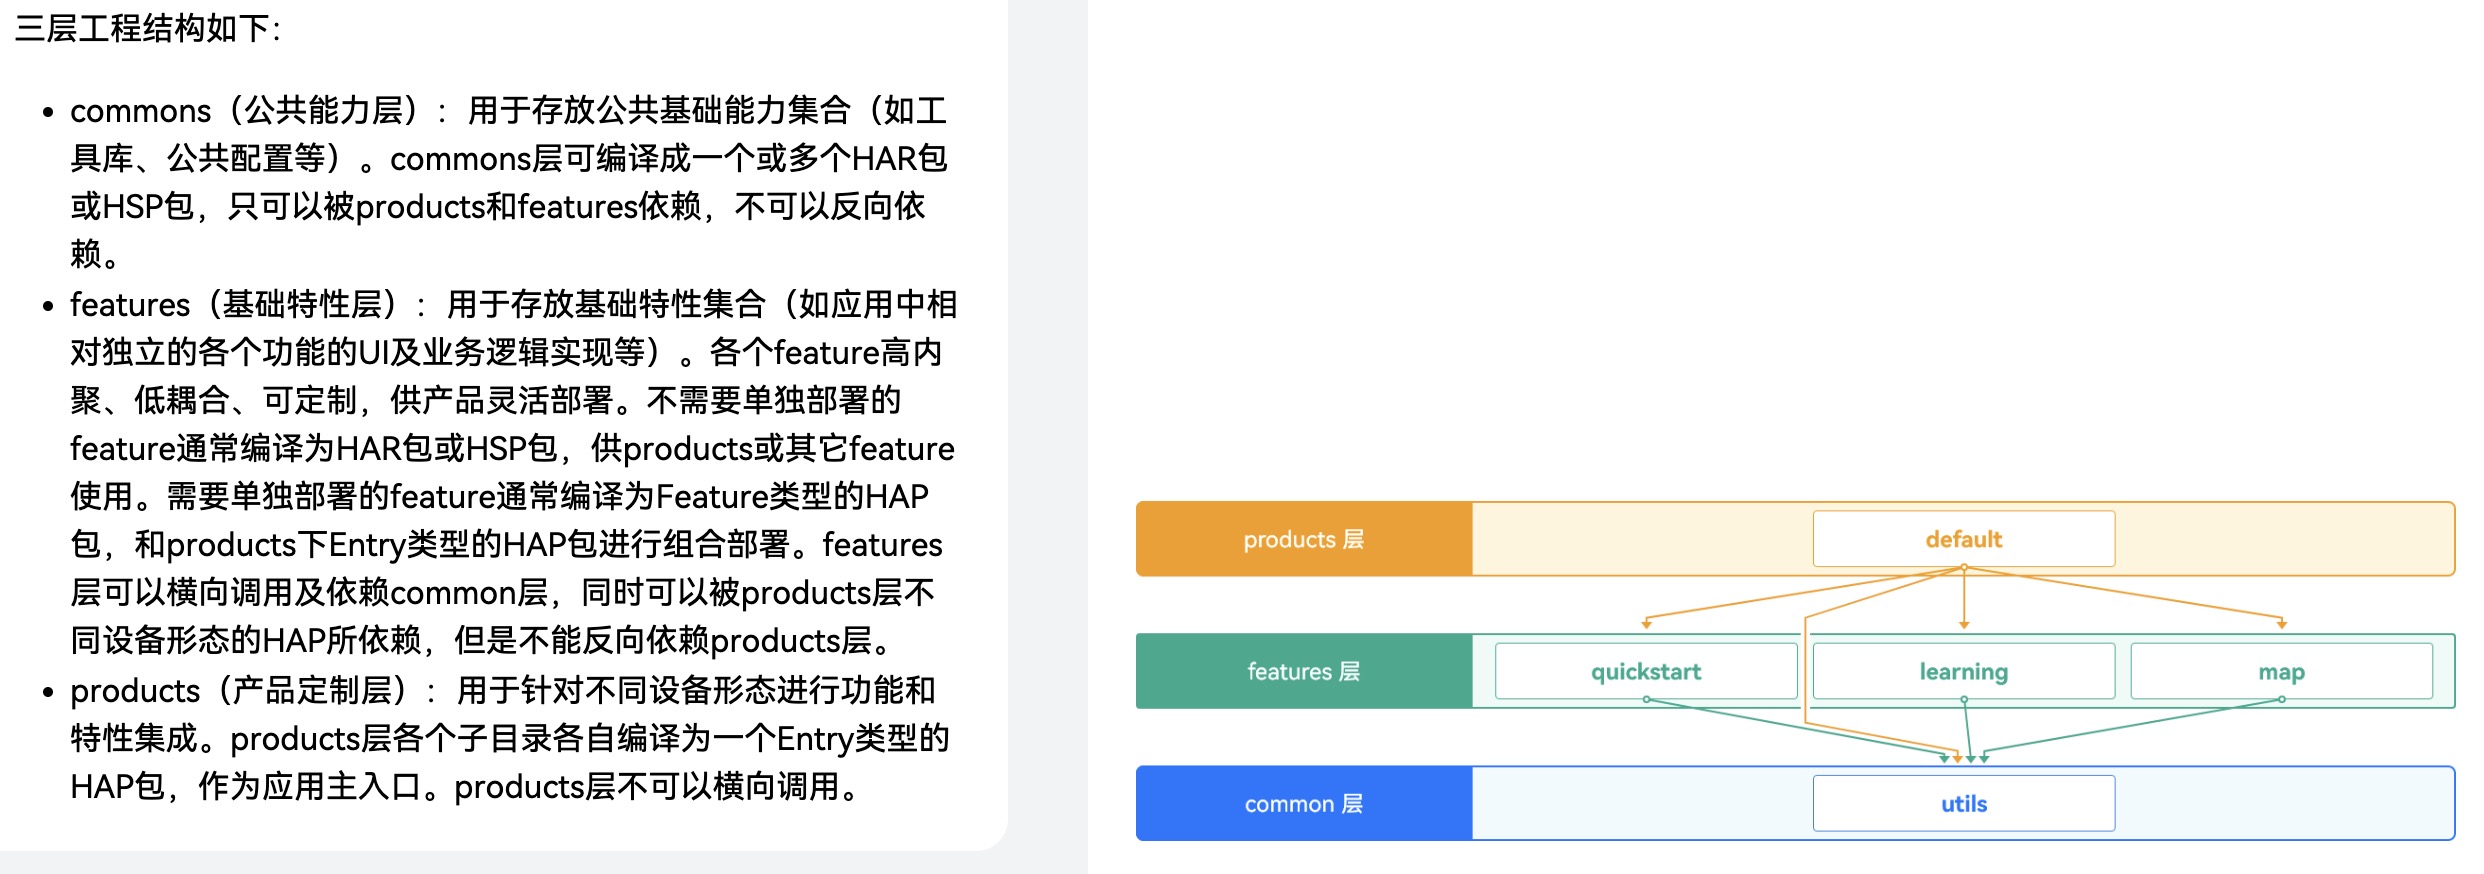 三层工程结构如下：
• commons（公共能力层）：用于存放公共基础能力集合（如工
具库、公共配置等）。commons层可编译成一个或多个HAR包
或HSP包，只可以被products和features依赖，不可以反向依
赖。
• features（基础特性层）：用于存放基础特性集合（如应用中相
对独立的各个功能的UI及业务逻辑实现等）。各个feature高内
聚、低耦合、可定制，供产品灵活部署。不需要单独部署的
feature通常编译为HAR包或HSP包，供products或其它feature
使用。需要单独部署的feature通常编译为Feature类型的HAP
包，和products下Entry类型的HAP包进行组合部署。features
层可以横向调用及依赖common层，同时可以被products层不
同设备形态的HAP所依赖，但是不能反向依赖products层。
• products（产品定制层）：用于针对不同设备形态进行功能和
特性集成。products层各个子目录各自编译为一个Entry类型的
HAP包，作为应用主入口。products层不可以横向调用。
products 层
default
features 层
quickstart
learning
map
common 层
utils